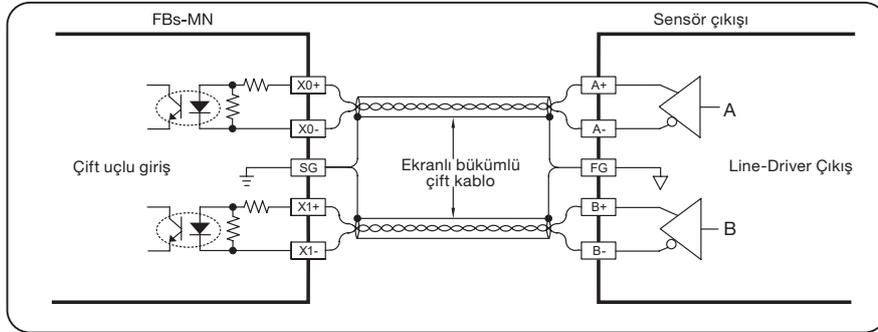 FBs-MN
Sensör çıkışı
X0+
X0-
SG
X1+
X1-
Çift uçlu giriş
Ekranlı bükümlü
çift kablo
A+
A-
FG
B+
B-
A
Line-Driver Çıkış
B